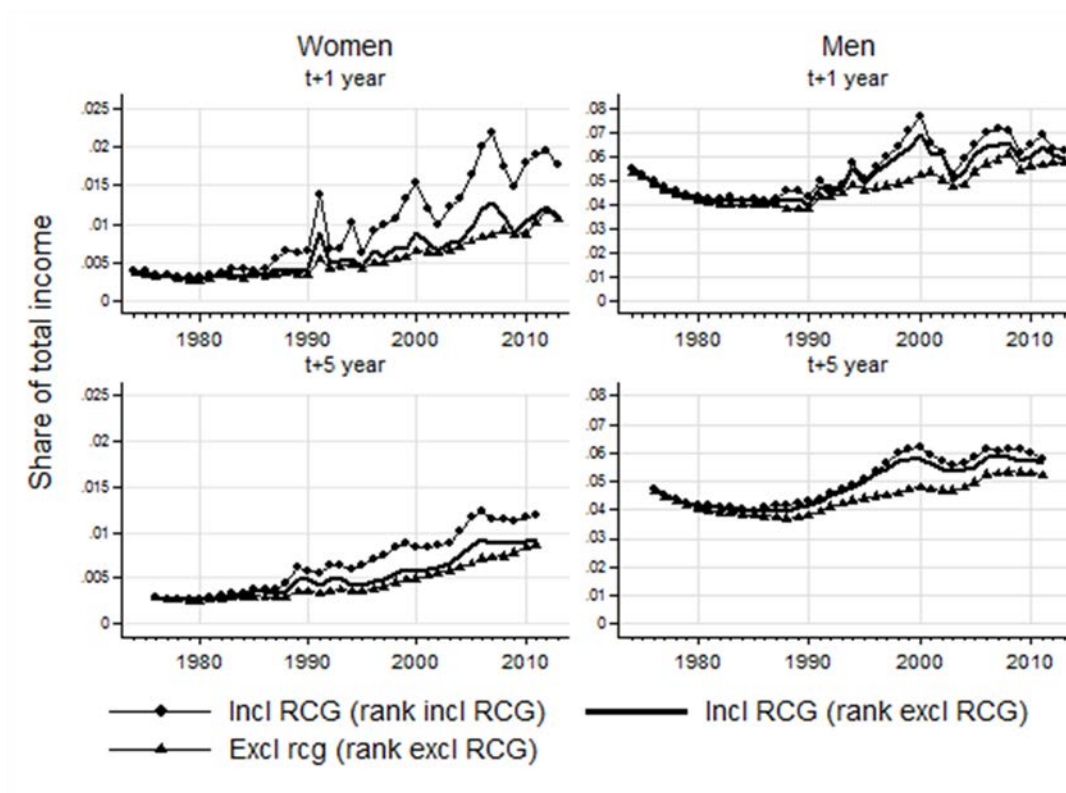 Women
t+1 year
Men
t+1 year
.025
.02
.015
.01
.005
0
1980 1990 2000 2010
.08
.07
.06
.05
.04
.03
.02
.01
0
1980 1990 2000 2010
Share of total income
t+5 year
t+5 year
.025
.02
.015
.01
.005
0
1980 1990 2000 2010
.08
.07
.06
.05
.04
.03
.02
.01
0
1980 1990 2000 2010
Incl RCG (rank incl RCG) Incl RCG (rank excl RCG)
Excl rcg (rank excl RCG)